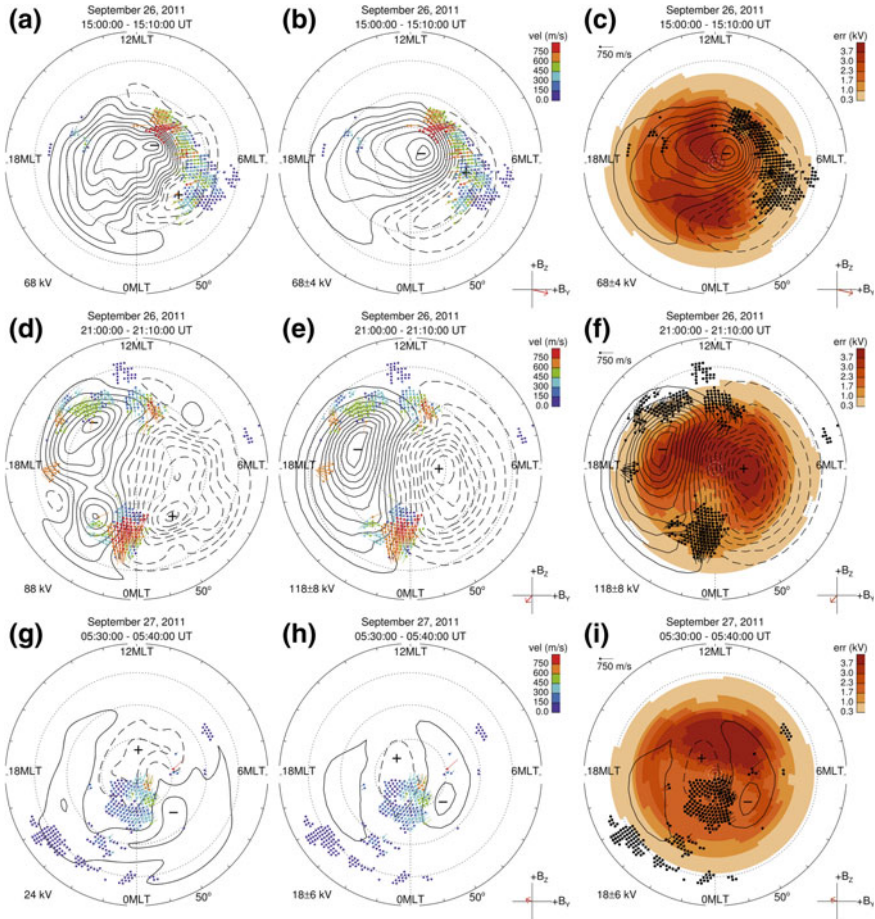 (a)
September 26, 2011
15:00:00 - 15:10:00 UT
12MLT
18MLT
6MLT
−
+
68 kV
0MLT
50°
(b)
September 26, 2011
15:00:00 - 15:10:00 UT
12MLT
vel (m/s)
750
600
450
300
150
0.0
18MLT
6MLT
−
+
68±4 kV
0MLT
50°
+BZ
+BY
(c)
September 26, 2011
15:00:00 - 15:10:00 UT
12MLT
750 m/s
err (kV)
3.7
3.0
2.3
1.7
1.0
0.3
18MLT
6MLT
−
+
68±4 kV
0MLT
50°
+BZ
+BY
(d)
September 26, 2011
21:00:00 - 21:10:00 UT
12MLT
18MLT
6MLT
−
+
88 kV
0MLT
50°
(e)
September 26, 2011
21:00:00 - 21:10:00 UT
12MLT
vel (m/s)
750
600
450
300
150
0.0
18MLT
6MLT
−
+
118±8 kV
0MLT
50°
+BZ
+BY
(f)
September 26, 2011
21:00:00 - 21:10:00 UT
12MLT
750 m/s
err (kV)
3.7
3.0
2.3
1.7
1.0
0.3
18MLT
6MLT
−
+
118±8 kV
0MLT
50°
+BZ
+BY
(g)
September 27, 2011
05:30:00 - 05:40:00 UT
12MLT
18MLT
6MLT
+
−
24 kV
0MLT
50°
(h)
September 27, 2011
05:30:00 - 05:40:00 UT
12MLT
vel (m/s)
750
600
450
300
150
0.0
18MLT
6MLT
+
−
18±6 kV
0MLT
50°
+BZ
+BY
(i)
September 27, 2011
05:30:00 - 05:40:00 UT
12MLT
750 m/s
err (kV)
3.7
3.0
2.3
1.7
1.0
0.3
18MLT
6MLT
+
−
18±6 kV
0MLT
50°
+BZ
+BY